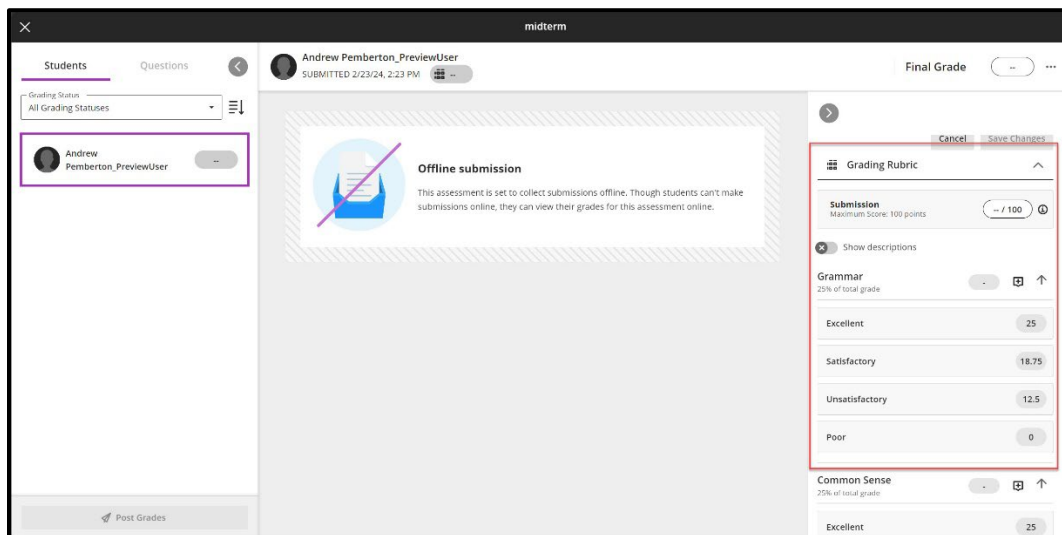 midterm
Students
Questions
Grading Status
All Grading Statuses
Andrew
Pemberton_PreviewUser
--
Post Grades
Andrew Pemberton_PreviewUser
SUBMITTED 2/23/24, 2:23 PM
--
Final Grade
--
Offline submission
This assessment is set to collect submissions offline. Though students can't make
submissions online, they can view their grades for this assessment online.
Cancel
Save Changes
Grading Rubric
Submission
Maximum Score: 100 points
-- / 100
Show descriptions
Grammar
25% of total grade
-
Excellent
25
Satisfactory
18.75
Unsatisfactory
12.5
Poor
0
Common Sense
25% of total grade
-
Excellent
25